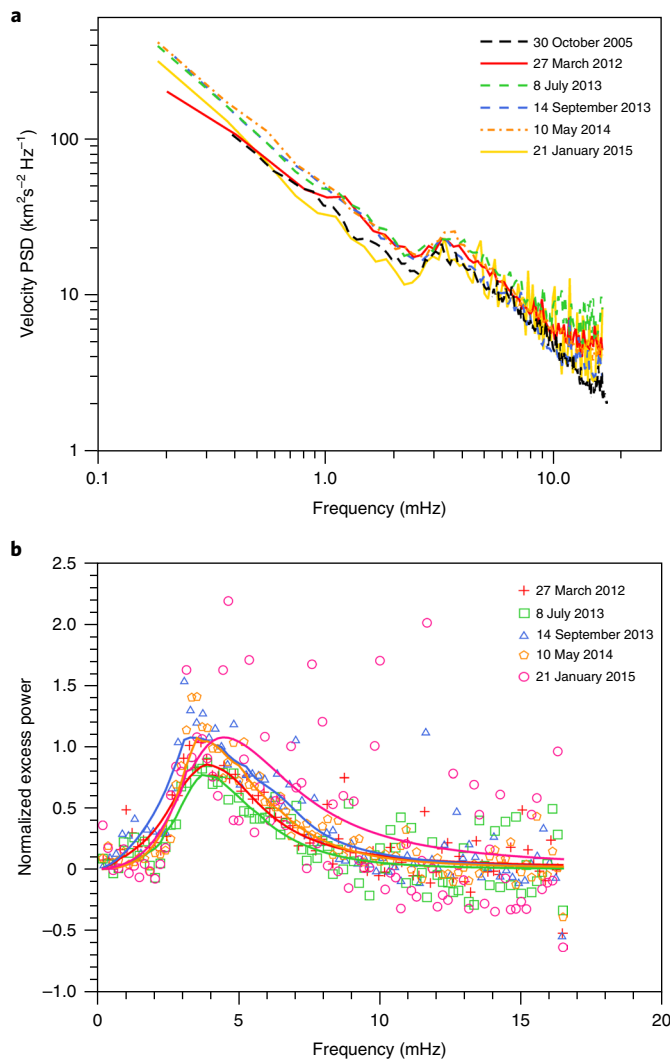 a
30 October 2005
27 March 2012
8 July 2013
14 September 2013
10 May 2014
21 January 2015
Velocity PSD (km²s⁻² Hz⁻¹)
100
10
1
0.1
1.0
10.0
Frequency (mHz)
b
2.5
2.0
1.5
1.0
0.5
0
−0.5
−1.0
27 March 2012
8 July 2013
14 September 2013
10 May 2014
21 January 2015
Normalized excess power
0
5
10
15
20
Frequency (mHz)